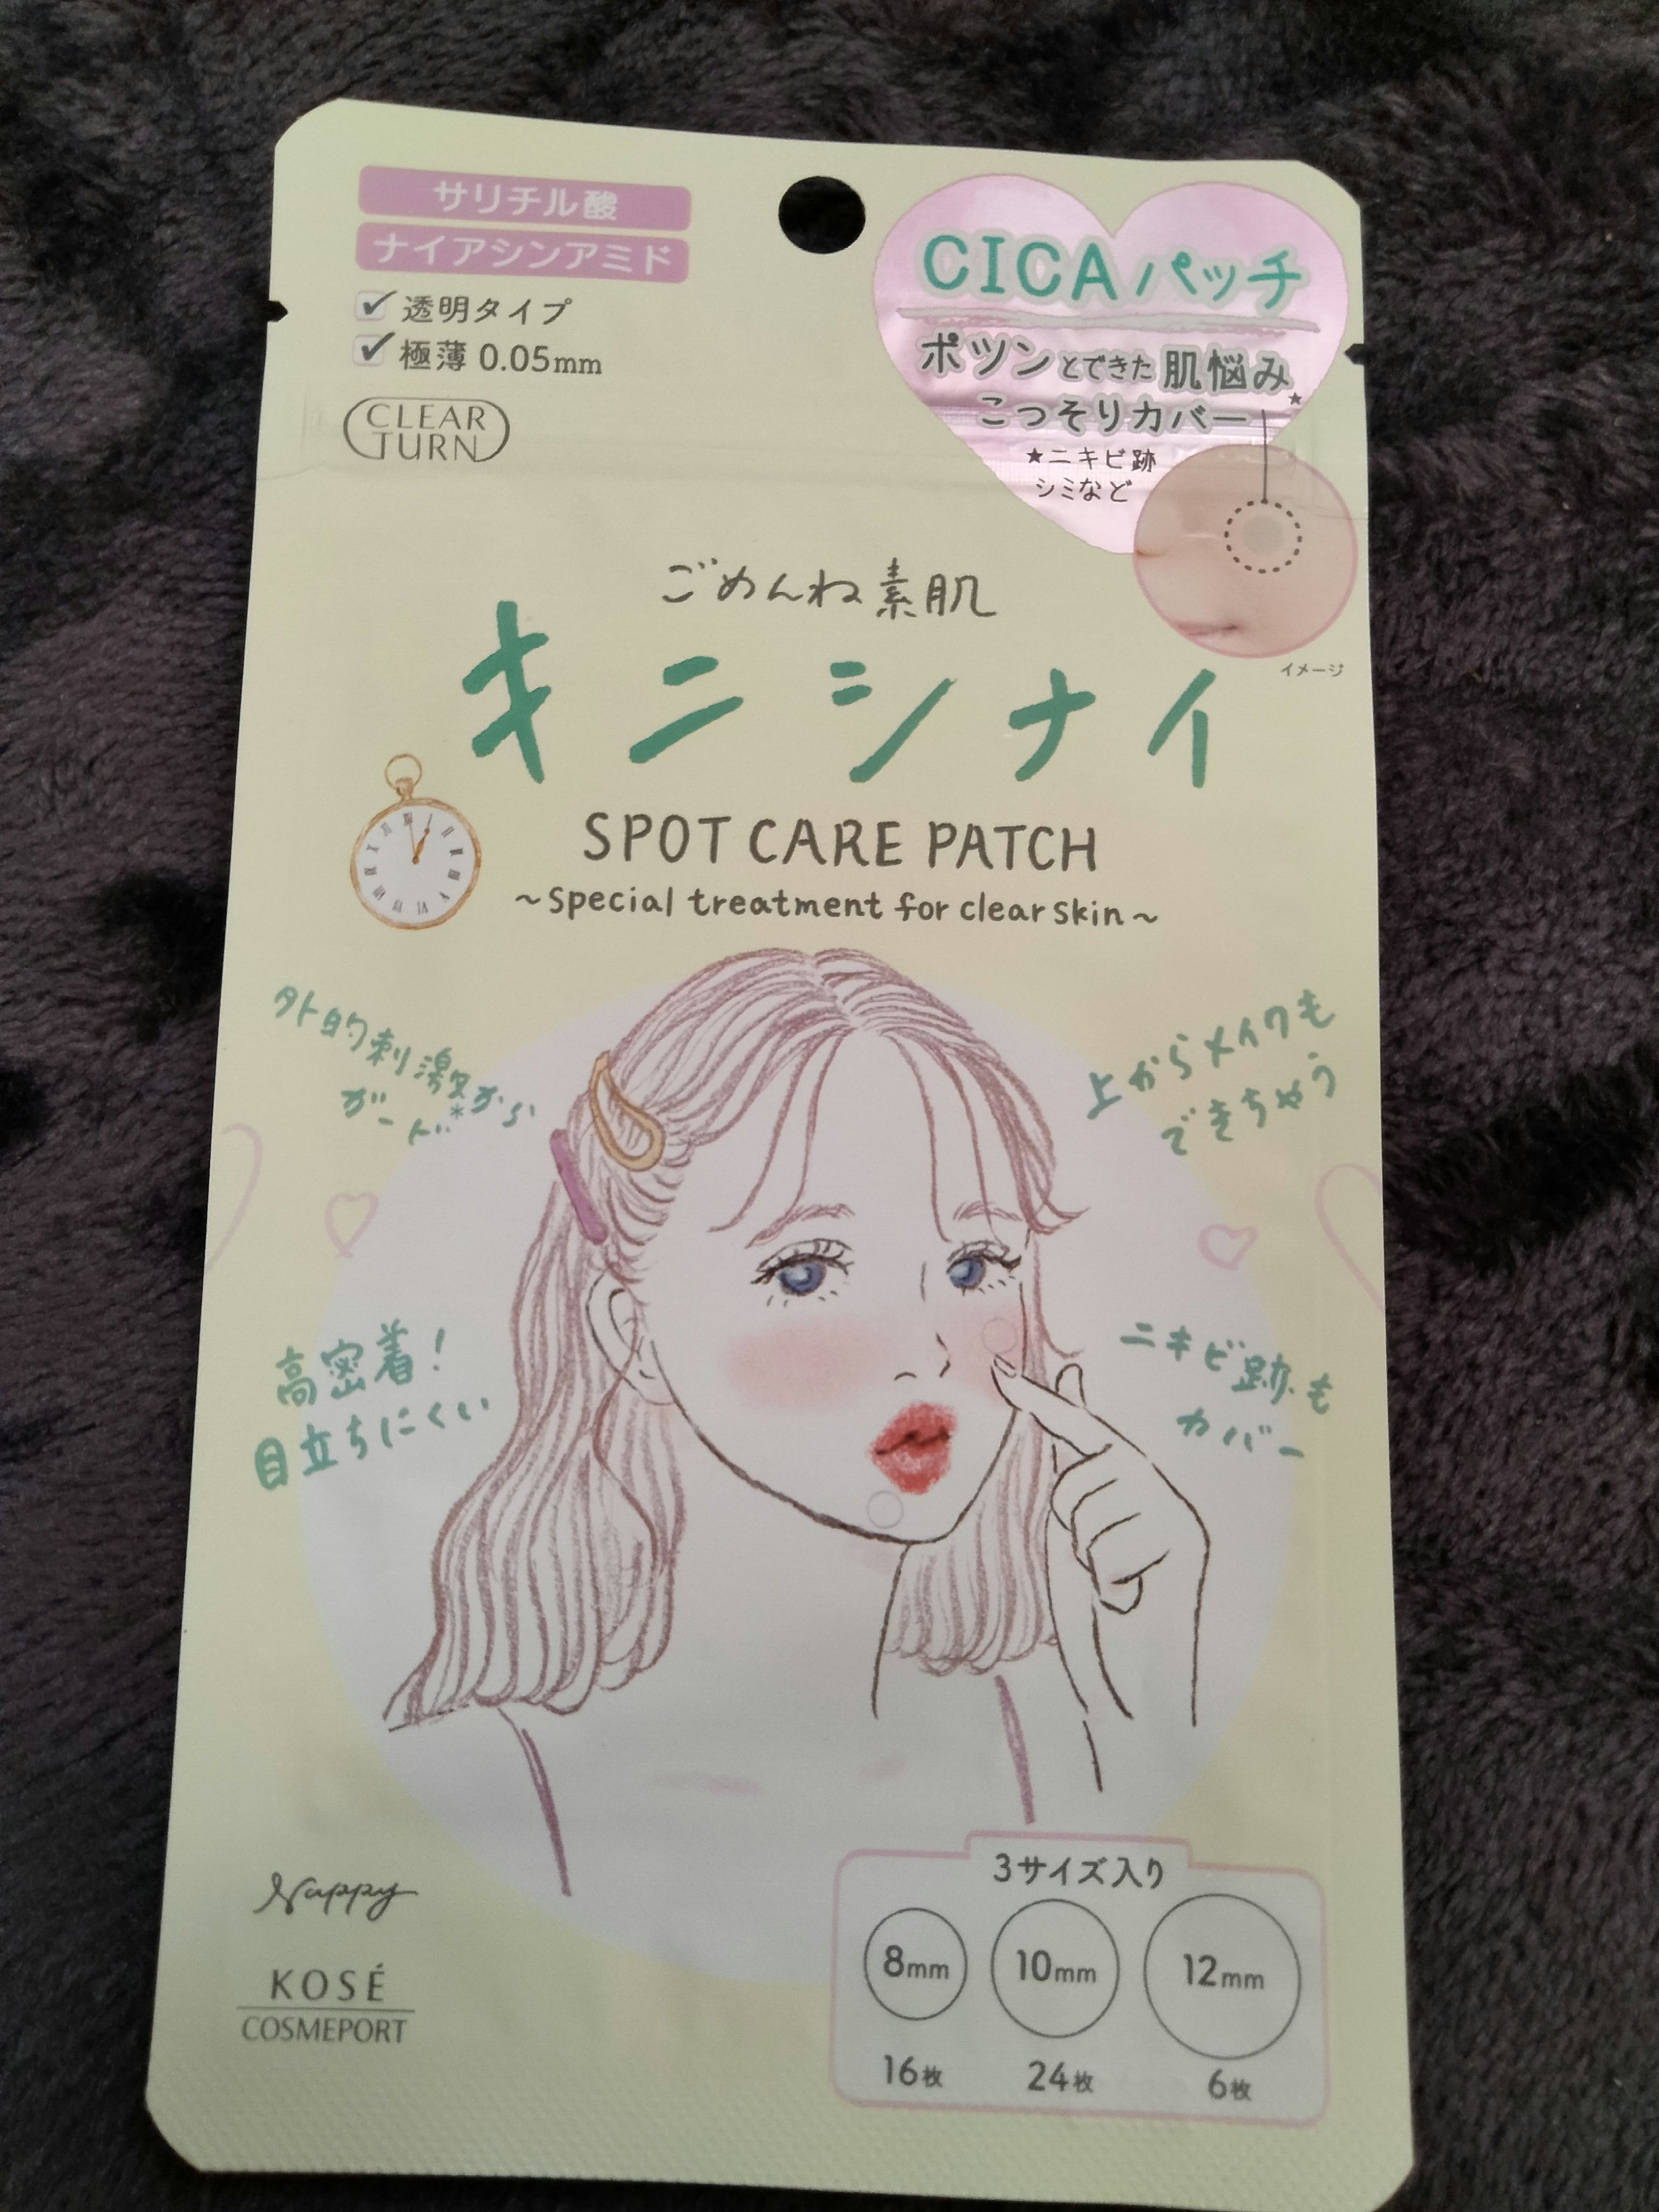 サリチル酸
ナイアシンアミド
透明タイプ
極薄 0.05mm
CLEAR
TURN
CICAパッチ
ポツンとできた肌悩み★
こっそりカバー
★ニキビ跡
シミなど
イメージ
ごめんね素肌
キニシナイ
SPOT CARE PATCH
~Special treatment for clear skin~
外的刺激から
ガード*
上からメイクも
できちゃう
高密着!
目立ちにくい
ニキビ跡も
カバー
Nappy
KOSÉ
COSMEPORT
3サイズ入り
8mm 10mm 12mm
16枚 24枚 6枚